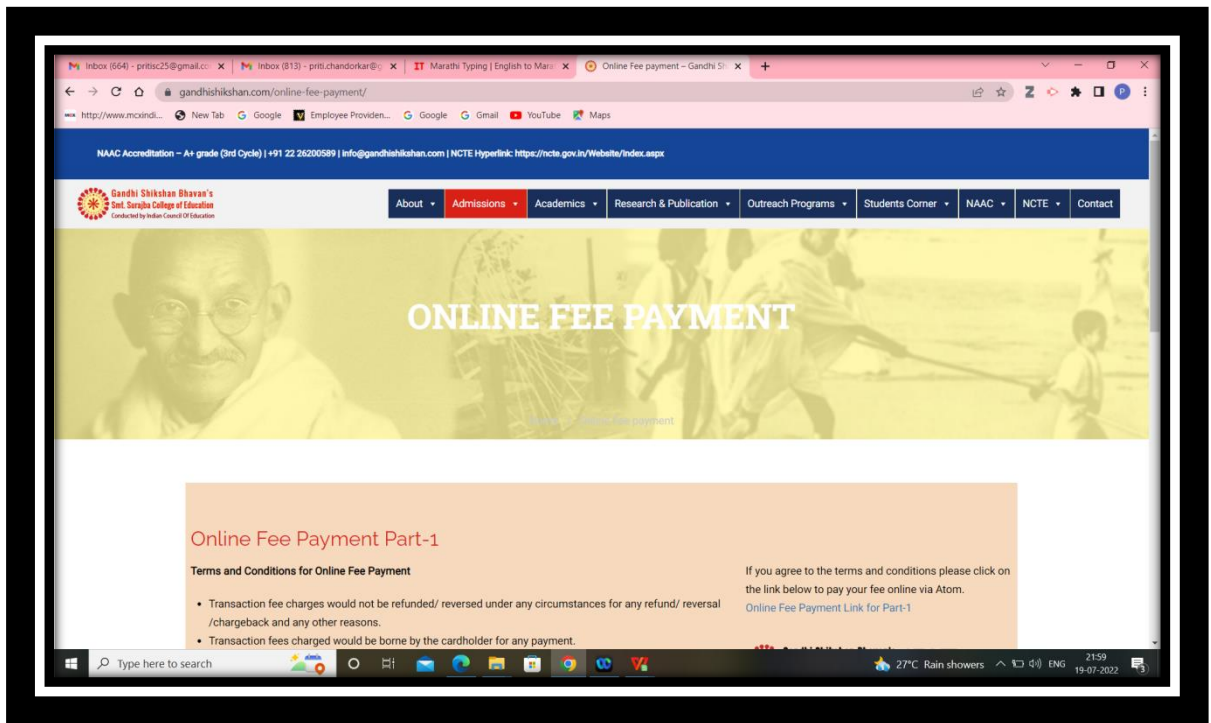 Inbox (664) - pritisc25@gmail.co
Inbox (813) - priti.chandorkar@g
Marathi Typing | English to Mara
Online Fee payment – Gandhi Sh
gandhishikshan.com/online-fee-payment/
http://www.mcxindi...
New Tab
Google
Employee Providen...
Google
Gmail
YouTube
Maps
NAAC Accreditation – A+ grade (3rd Cycle) | +91 22 26200589 | info@gandhishikshan.com | NCTE Hyperlink: https://ncte.gov.in/Website/Index.aspx
Gandhi Shikshan Bhavan's
Smt. Surajba College of Education
Conducted by Indian Council Of Education
About
Admissions
Academics
Research & Publication
Outreach Programs
Students Corner
NAAC
NCTE
Contact
ONLINE FEE PAYMENT
Home
Online Fee payment
Online Fee Payment Part-1
Terms and Conditions for Online Fee Payment
• Transaction fee charges would not be refunded/ reversed under any circumstances for any refund/ reversal
/chargeback and any other reasons.
• Transaction fees charged would be borne by the cardholder for any payment.
If you agree to the terms and conditions please click on
the link below to pay your fee online via Atom.
Online Fee Payment Link for Part-1
Type here to search
27°C Rain showers
ENG
21:59
19-07-2022
3